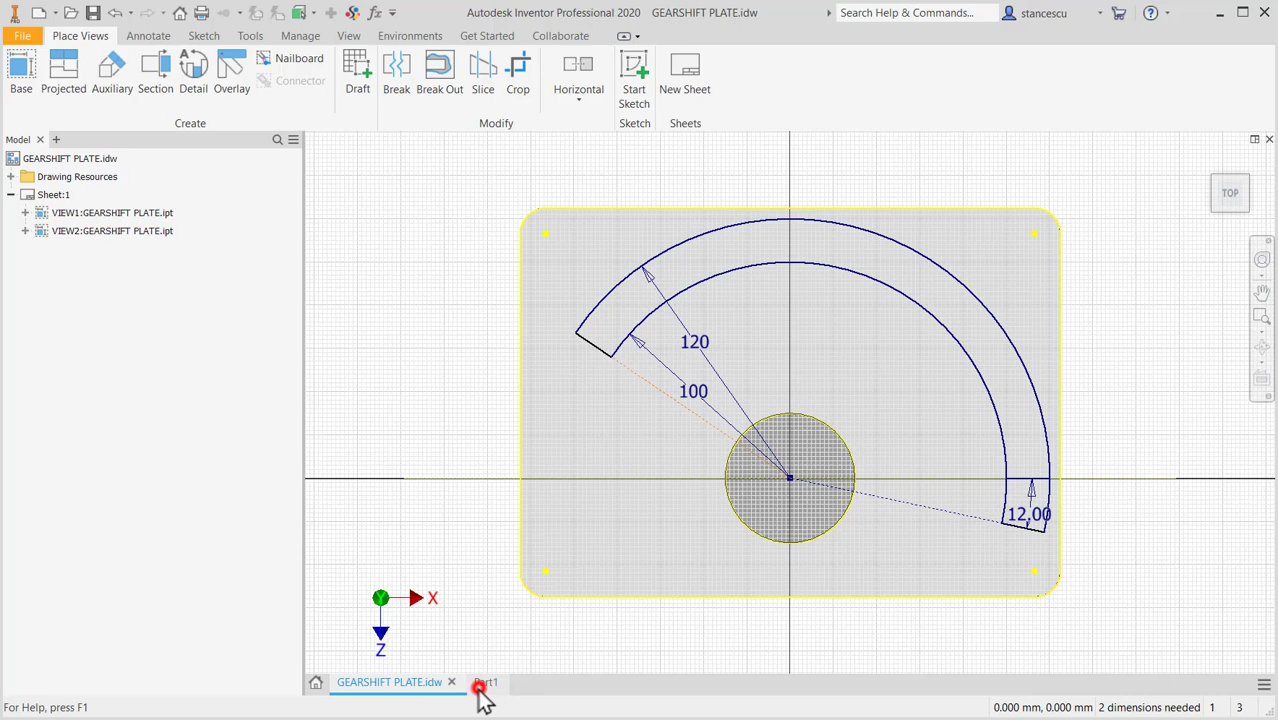 PRO
fx
Autodesk Inventor Professional 2020 GEARSHIFT PLATE.idw
Search Help & Commands...
stancescu
File Place Views Annotate Sketch Tools Manage View Environments Get Started Collaborate
Base Projected Auxiliary Section Detail Overlay
Nailboard
Connector
Draft Break Break Out Slice Crop Horizontal
Start
Sketch
New Sheet
Create Modify Sketch Sheets
Model
GEARSHIFT PLATE.idw
Drawing Resources
Sheet:1
VIEW1:GEARSHIFT PLATE.ipt
VIEW2:GEARSHIFT PLATE.ipt
TOP
120
100
12,00
X
Y
Z
GEARSHIFT PLATE.idw
For Help, press F1
0.000 mm, 0.000 mm 2 dimensions needed 1 3